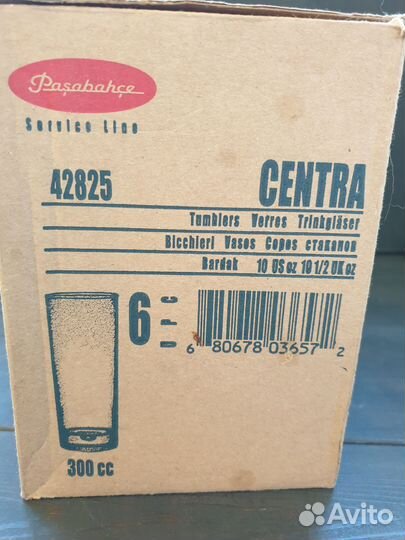 Paşabahçe
Service Line
42825 CENTRA
Tumblers Verres Trinkgläser
Bicchieri Vasos Copos стаканоп
Bardak 10 US oz 10 1/2 UK oz
6 UPC
6 80678 03657 2
300 cc
Avito